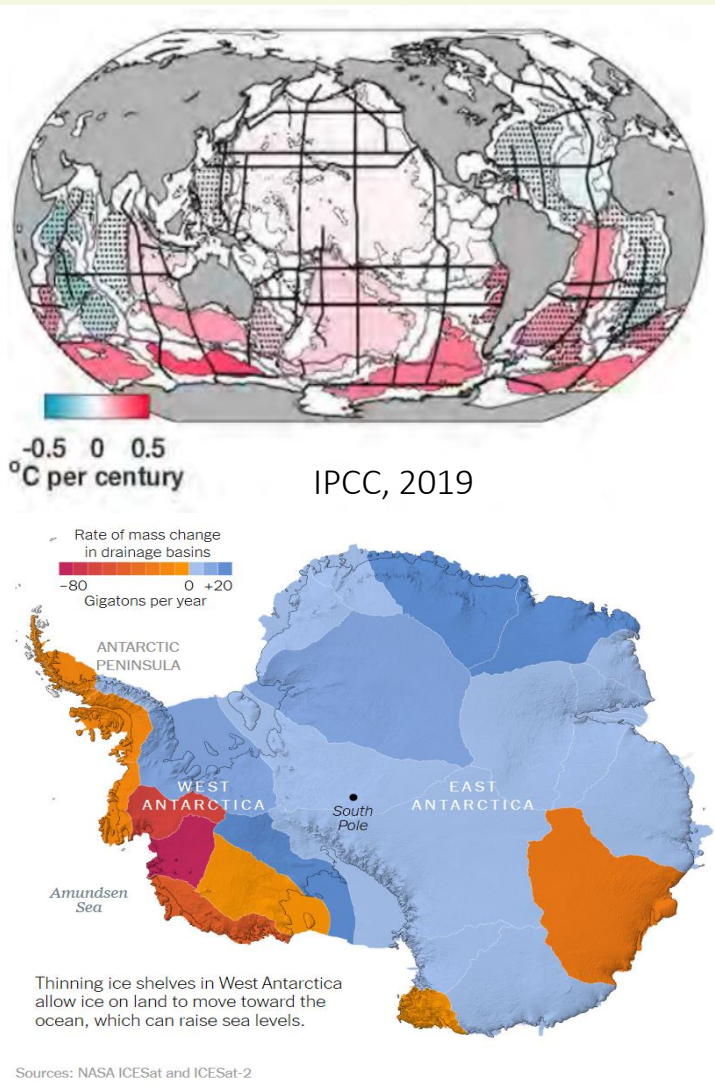 -0.5 0 0.5
°C per century
IPCC, 2019
Rate of mass change
in drainage basins
−80 0 +20
Gigatons per year
ANTARCTIC
PENINSULA
WEST
ANTARCTICA
EAST
ANTARCTICA
South
Pole
Amundsen
Sea
Thinning ice shelves in West Antarctica
allow ice on land to move toward the
ocean, which can raise sea levels.
Sources: NASA ICESat and ICESat-2